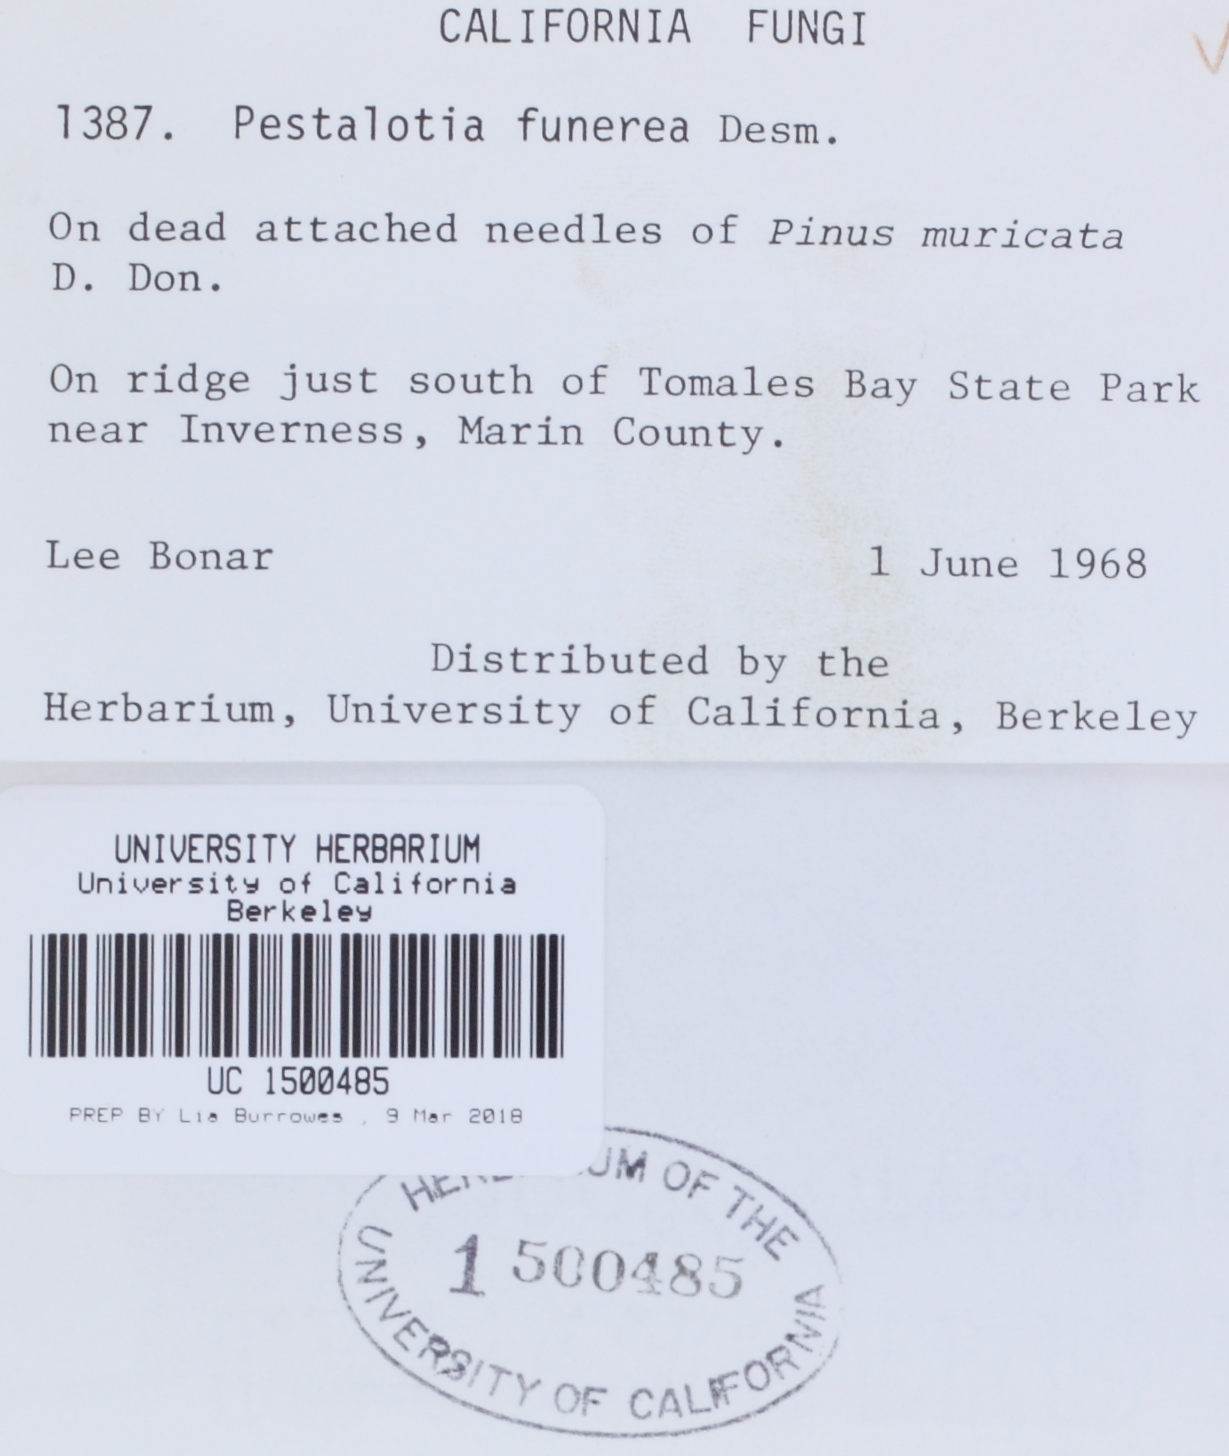 CALIFORNIA FUNGI
1387. Pestalotia funerea Desm.
On dead attached needles of Pinus muricata
D. Don.
On ridge just south of Tomales Bay State Park
near Inverness, Marin County.
Lee Bonar 1 June 1968
Distributed by the
Herbarium, University of California, Berkeley
UNIVERSITY HERBARIUM
University of California
Berkeley
UC 1500485
PREP BY Lia Burrowes , 9 Mar 2018
OF THE
1 500485
UNIVERSITY OF CALIFORNIA